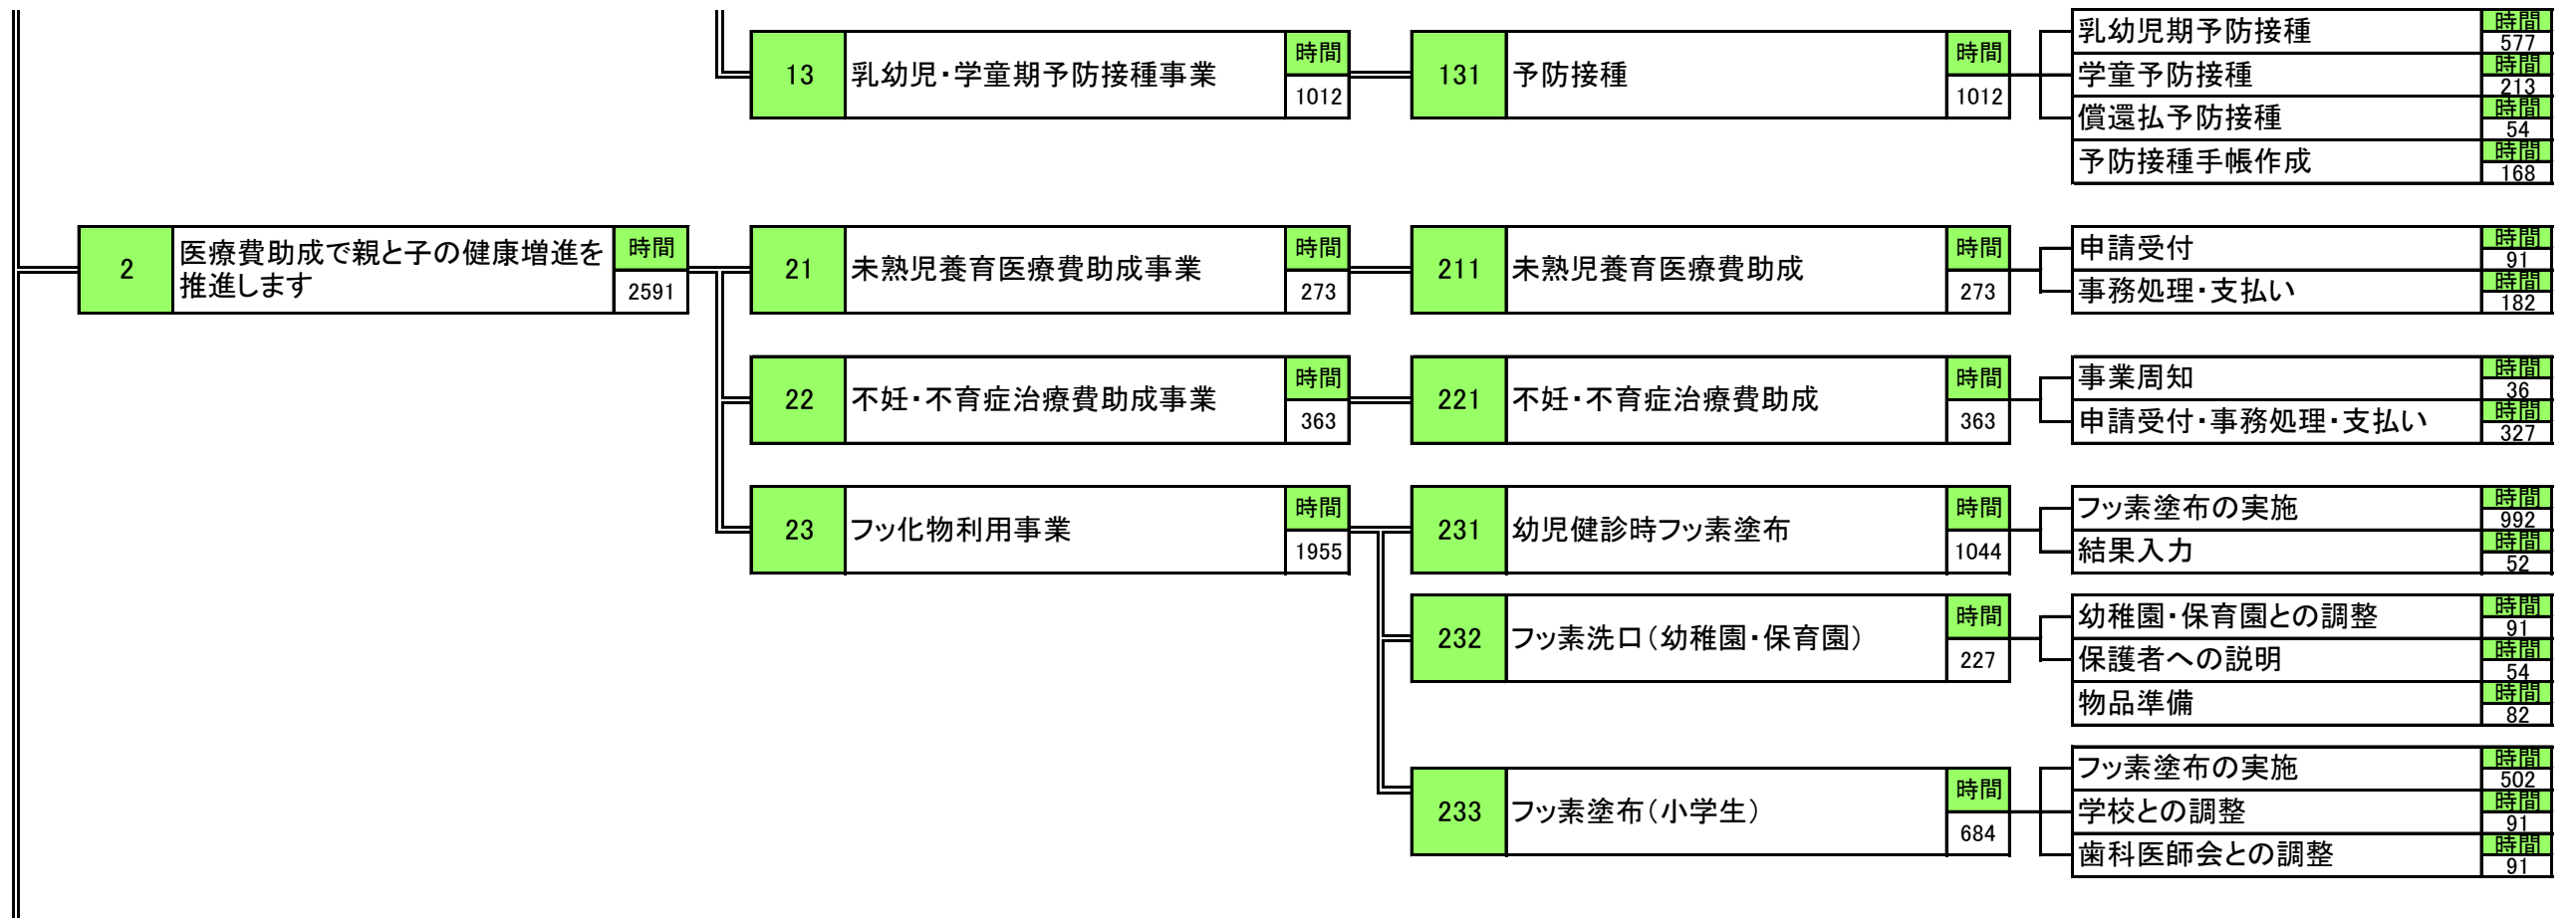 13 乳幼児・学童期予防接種事業 時間 1012
131 予防接種 時間 1012
乳幼児期予防接種 時間 577
学童予防接種 時間 213
償還払予防接種 時間 54
予防接種手帳作成 時間 168
2 医療費助成で親と子の健康増進を
推進します 時間 2591
21 未熟児養育医療費助成事業 時間 273
211 未熟児養育医療費助成 時間 273
申請受付 時間 91
事務処理・支払い 時間 182
22 不妊・不育症治療費助成事業 時間 363
221 不妊・不育症治療費助成 時間 363
事業周知 時間 36
申請受付・事務処理・支払い 時間 327
23 フッ化物利用事業 時間 1955
231 幼児健診時フッ素塗布 時間 1044
フッ素塗布の実施 時間 992
結果入力 時間 52
232 フッ素洗口（幼稚園・保育園） 時間 227
幼稚園・保育園との調整 時間 91
保護者への説明 時間 54
物品準備 時間 82
233 フッ素塗布（小学生） 時間 684
フッ素塗布の実施 時間 502
学校との調整 時間 91
歯科医師会との調整 時間 91